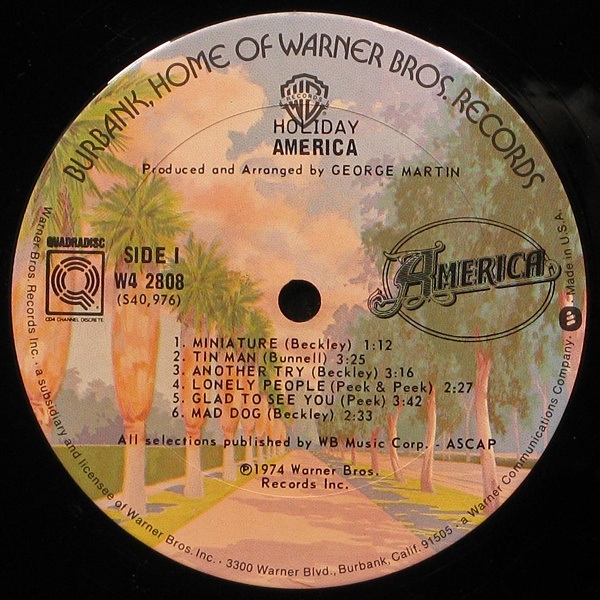 BURBANK, HOME OF WARNER BROS. RECORDS
RECORDS
HOLIDAY
AMERICA
Produced and Arranged by GEORGE MARTIN
QUADRADISC
CD4 CHANNEL DISCRETE
SIDE I
W4 2808
(S40,976)
AMERICA
1. MINIATURE (Beckley) 1:12
2. TIN MAN (Bunnell) 3:25
3. ANOTHER TRY (Beckley) 3:16
4. LONELY PEOPLE (Peek & Peek) 2:27
5. GLAD TO SEE YOU (Peek) 3:42
6. MAD DOG (Beckley) 2:33
All selections published by WB Music Corp. - ASCAP
℗1974 Warner Bros.
Records Inc.
Warner Bros. Records Inc. · a subsidiary and licensee of Warner Bros. Inc. · 3300 Warner Blvd., Burbank, Calif. 91505 · a Warner Communications Company · Made in U.S.A.